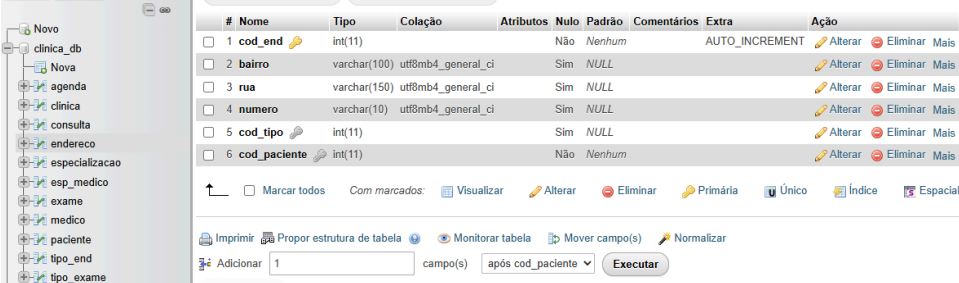 Novo
clinica_db
Nova
agenda
clinica
consulta
endereco
especializacao
esp_medico
exame
medico
paciente
tipo_end
tipo_exame
# Nome Tipo Colação Atributos Nulo Padrão Comentários Extra Ação
1 cod_end int(11) Não Nenhum AUTO_INCREMENT Alterar Eliminar Mais
2 bairro varchar(100) utf8mb4_general_ci Sim NULL Alterar Eliminar Mais
3 rua varchar(150) utf8mb4_general_ci Sim NULL Alterar Eliminar Mais
4 numero varchar(10) utf8mb4_general_ci Sim NULL Alterar Eliminar Mais
5 cod_tipo int(11) Sim NULL Alterar Eliminar Mais
6 cod_paciente int(11) Não Nenhum Alterar Eliminar Mais
Marcar todos Com marcados: Visualizar Alterar Eliminar Primária Único Índice Espacial
Imprimir Propor estrutura de tabela Monitorar tabela Mover campo(s) Normalizar
Adicionar 1 campo(s) após cod_paciente Executar